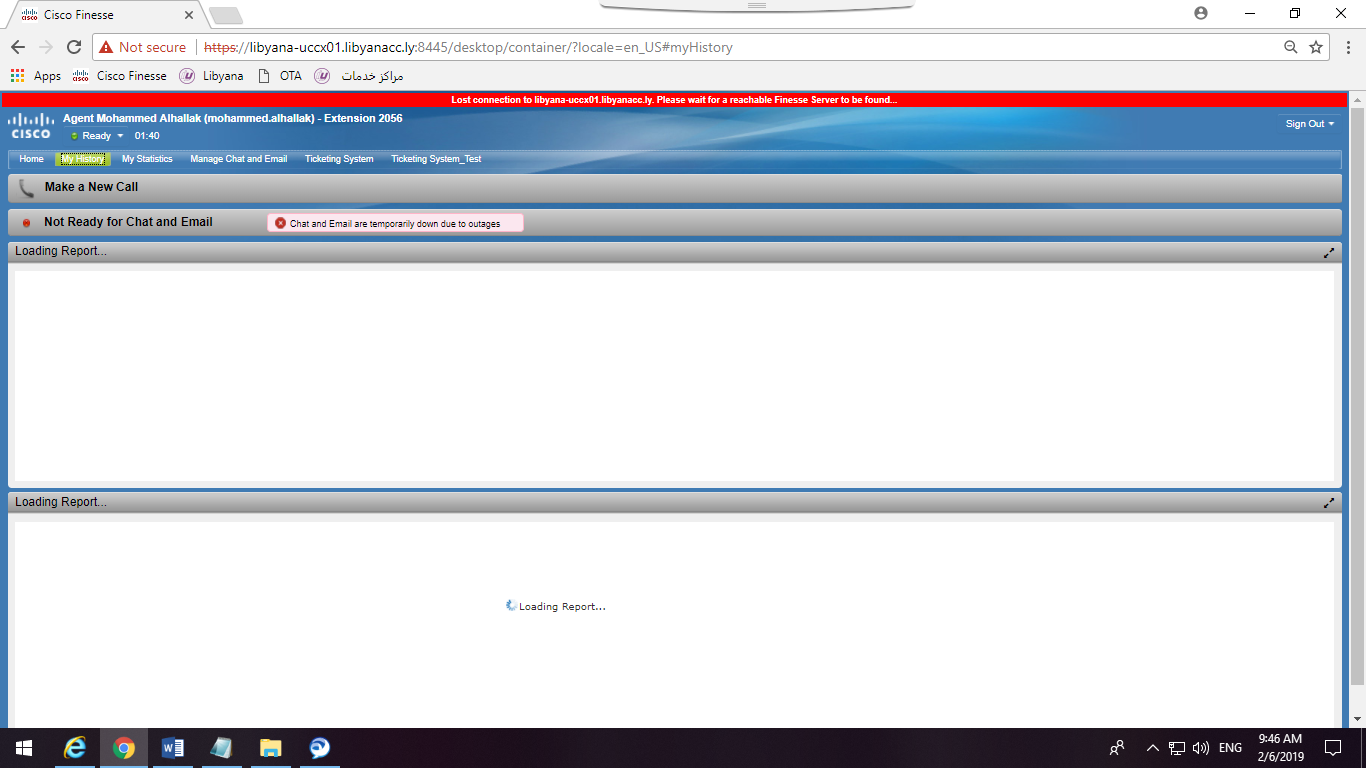 Cisco Finesse
Not secure https://libyana-uccx01.libyanacc.ly:8445/desktop/container/?locale=en_US#myHistory
Apps Cisco Finesse Libyana OTA مراكز خدمات
Lost connection to libyana-uccx01.libyanacc.ly. Please wait for a reachable Finesse Server to be found...
CISCO
Agent Mohammed Alhallak (mohammed.alhallak) - Extension 2056
Ready 01:40
Sign Out
Home My History My Statistics Manage Chat and Email Ticketing System Ticketing System_Test
Make a New Call
Not Ready for Chat and Email Chat and Email are temporarily down due to outages
Loading Report...
Loading Report...
Loading Report...
ENG
9:46 AM
2/6/2019